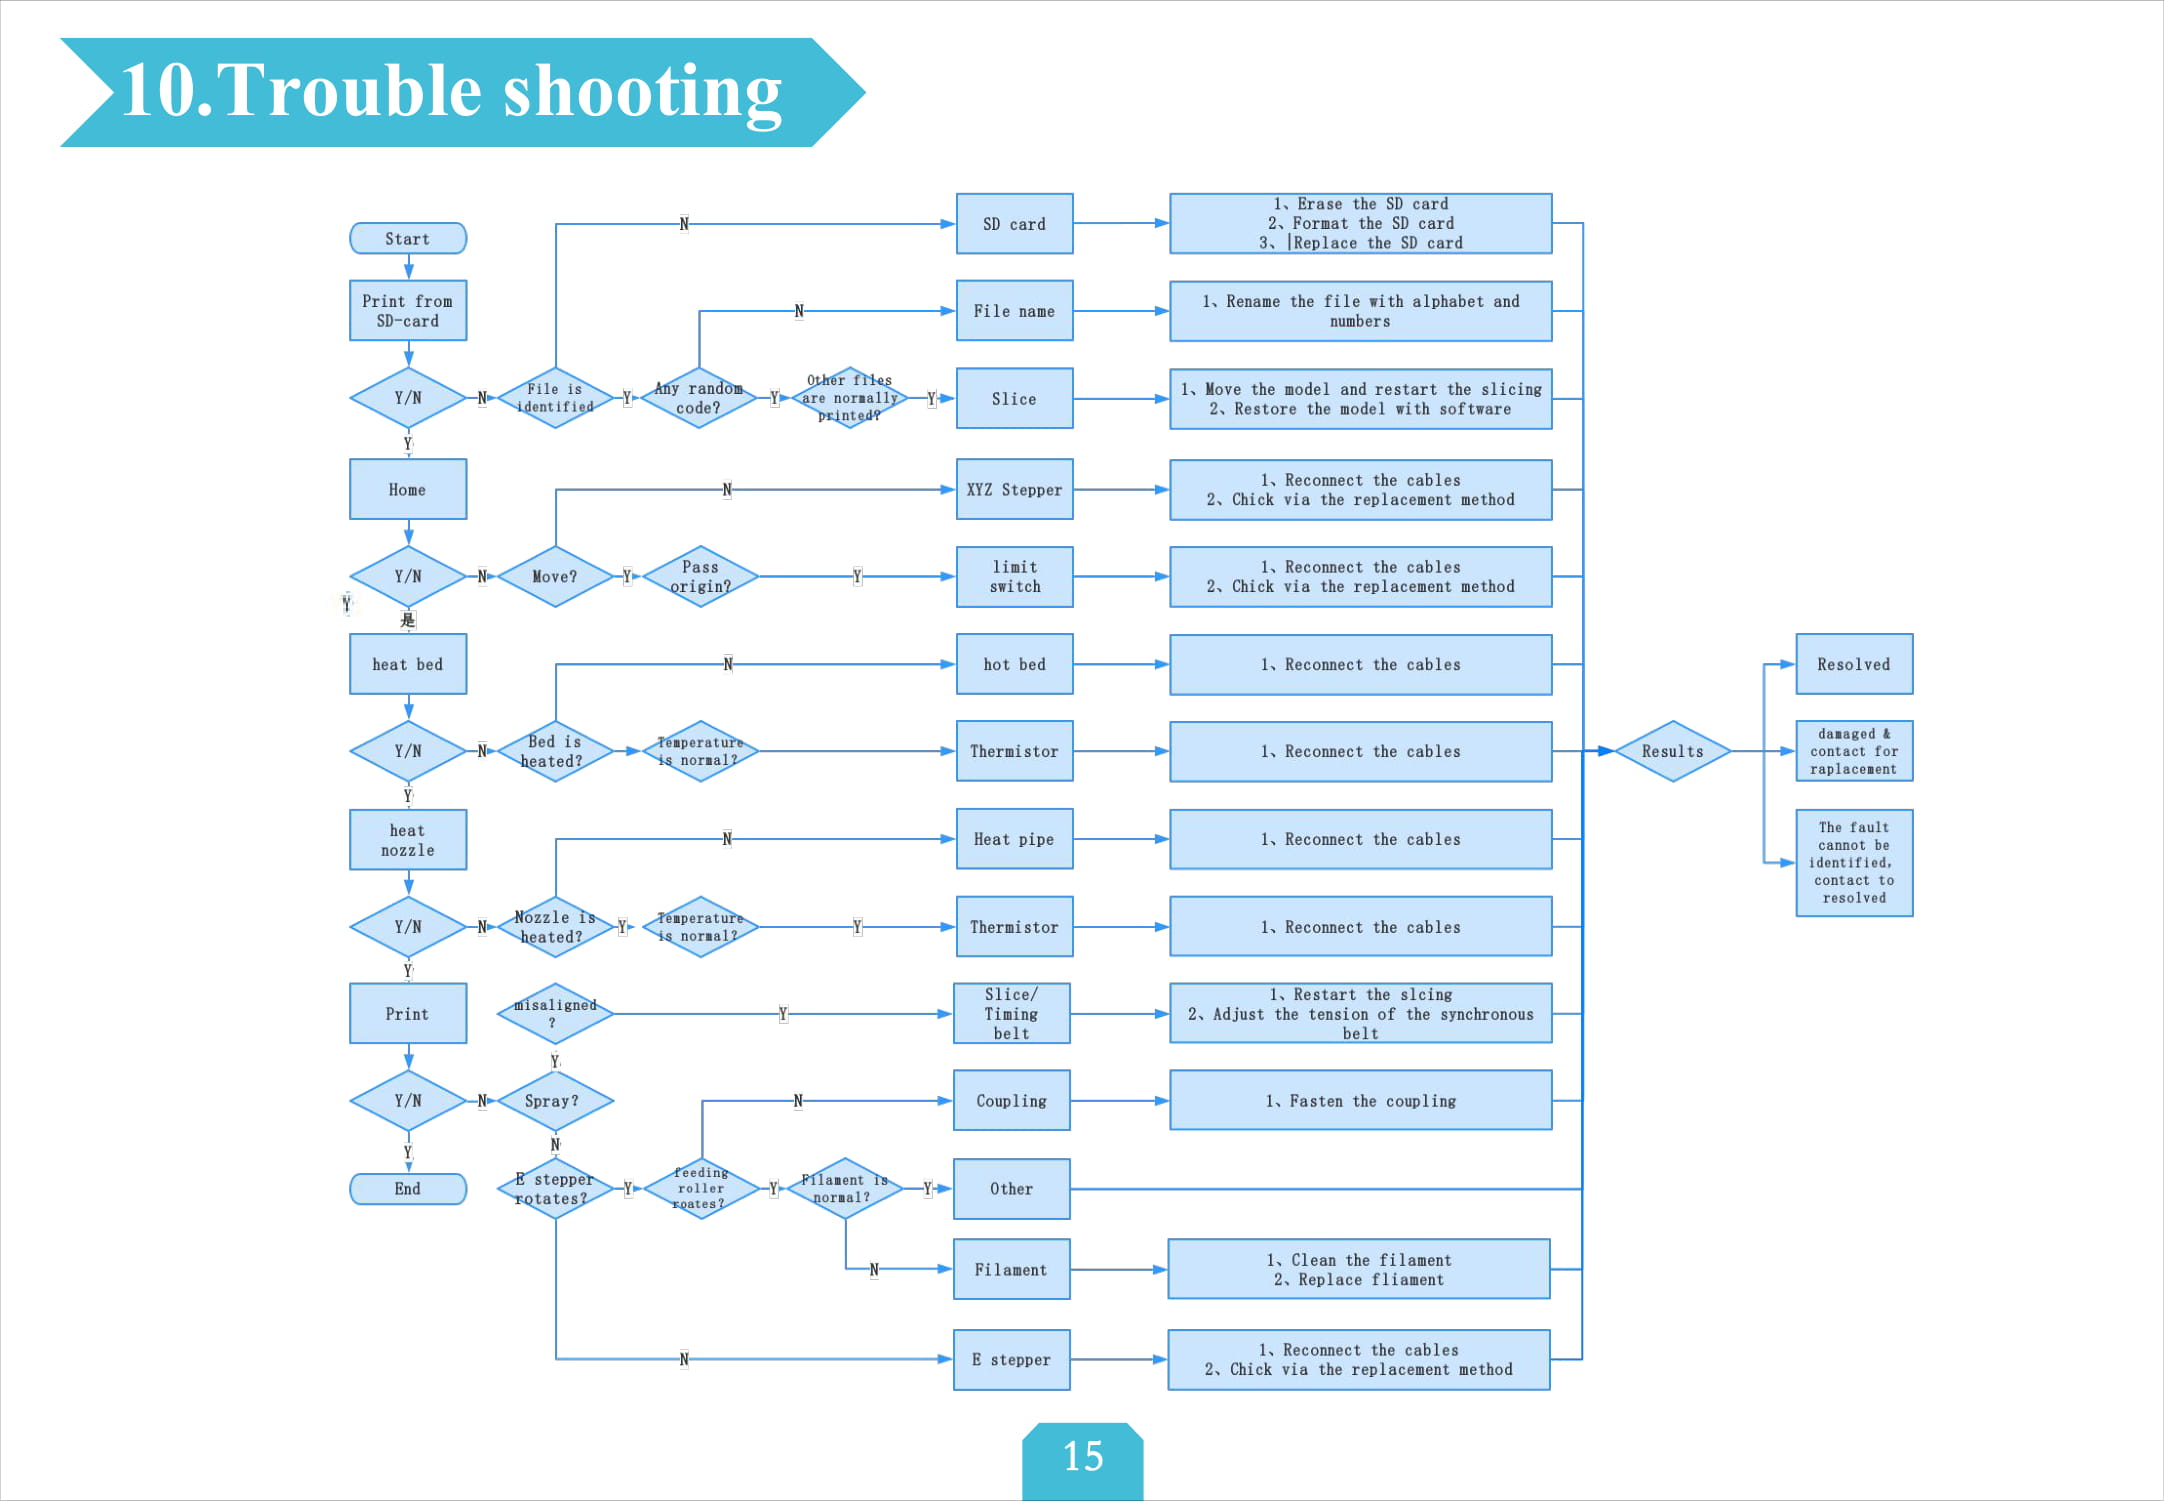 10.Trouble shooting
Start
Print from
SD-card
Y/N
N
File is
identified
N
SD card
1、Erase the SD card
2、Format the SD card
3、|Replace the SD card
Y
Any random
code?
N
File name
1、Rename the file with alphabet and
numbers
Y
Other files
are normally
printed?
Y
Slice
1、Move the model and restart the slicing
2、Restore the model with software
Y
Home
Y/N
N
Move?
N
XYZ Stepper
1、Reconnect the cables
2、Chick via the replacement method
Y
Pass
origin?
Y
limit
switch
1、Reconnect the cables
2、Chick via the replacement method
Y
是
heat bed
Y/N
N
Bed is
heated?
N
hot bed
1、Reconnect the cables
Temperature
is normal?
Thermistor
1、Reconnect the cables
Y
heat
nozzle
Y/N
N
Nozzle is
heated?
N
Heat pipe
1、Reconnect the cables
Y
Temperature
is normal?
Y
Thermistor
1、Reconnect the cables
Y
Print
Y/N
N
Spray?
Y
misaligned
?
Y
Slice/
Timing
belt
1、Restart the slcing
2、Adjust the tension of the synchronous
belt
Y
End
N
E stepper
rotates?
Y
feeding
roller
roates?
N
Coupling
1、Fasten the coupling
Y
Filament is
normal?
Y
Other
N
Filament
1、Clean the filament
2、Replace fliament
N
E stepper
1、Reconnect the cables
2、Chick via the replacement method
Results
Resolved
damaged &
contact for
raplacement
The fault
cannot be
identified,
contact to
resolved
15